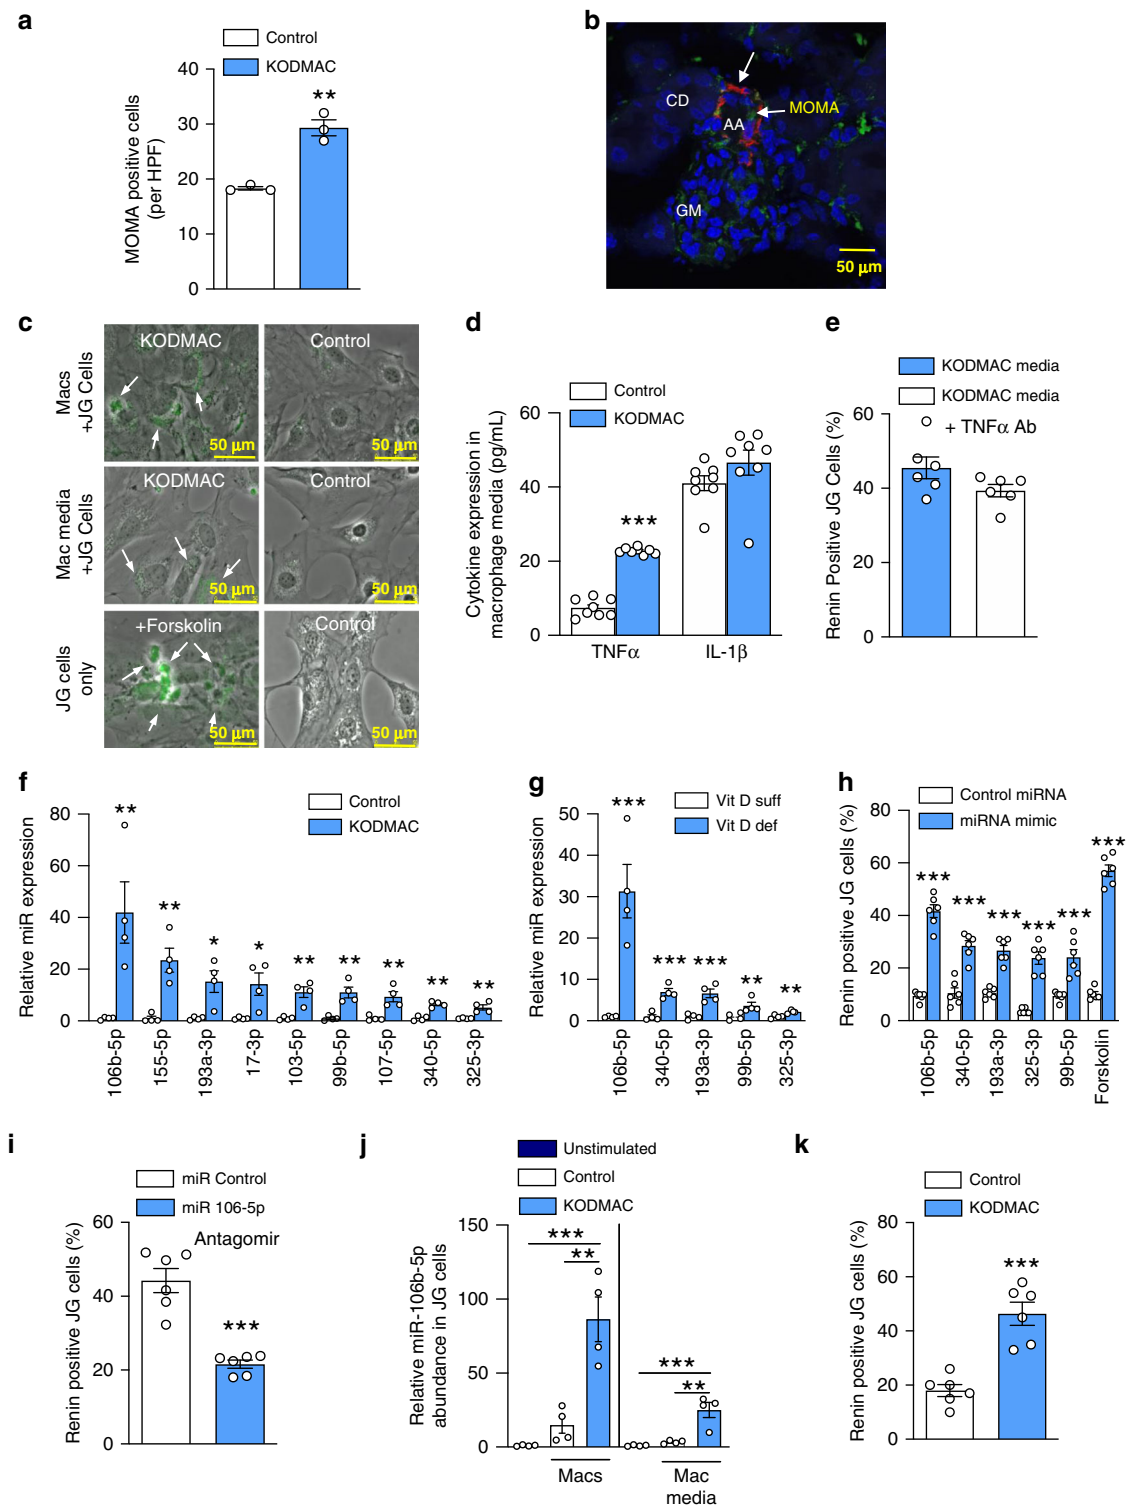 a
Control
KODMAC
MOMA positive cells
(per HPF)
40
30
20
10
0
**
b
CD
AA
MOMA
GM
50 µm
c
Macs
+JG Cells
KODMAC
Control
50 µm
50 µm
Mac media
+JG Cells
KODMAC
Control
50 µm
50 µm
JG cells
only
+Forskolin
Control
50 µm
50 µm
d
Control
KODMAC
Cytokine expression in
macrophage media (pg/mL)
60
40
20
0
***
TNFα
IL-1β
e
KODMAC media
KODMAC media
+ TNFα Ab
Renin Positive JG Cells (%)
60
40
20
0
f
Control
KODMAC
Relative miR expression
80
60
40
20
0
**
**
*
*
**
**
**
**
**
106b-5p
155-5p
193a-3p
17-3p
103-5p
99b-5p
107-5p
340-5p
325-3p
g
Vit D suff
Vit D def
Relative miR expression
50
40
30
20
10
0
***
***
***
**
**
106b-5p
340-5p
193a-3p
99b-5p
325-3p
h
Control miRNA
miRNA mimic
Renin positive JG cells (%)
80
60
40
20
0
***
***
***
***
***
***
106b-5p
340-5p
193a-3p
325-3p
99b-5p
Forskolin
i
miR Control
miR 106-5p
Antagomir
Renin positive JG cells (%)
60
40
20
0
***
j
Unstimulated
Control
KODMAC
Relative miR-106b-5p
abundance in JG cells
150
100
50
0
***
**
***
**
Macs
Mac
media
k
Control
KODMAC
Renin positive JG cells (%)
80
60
40
20
0
***